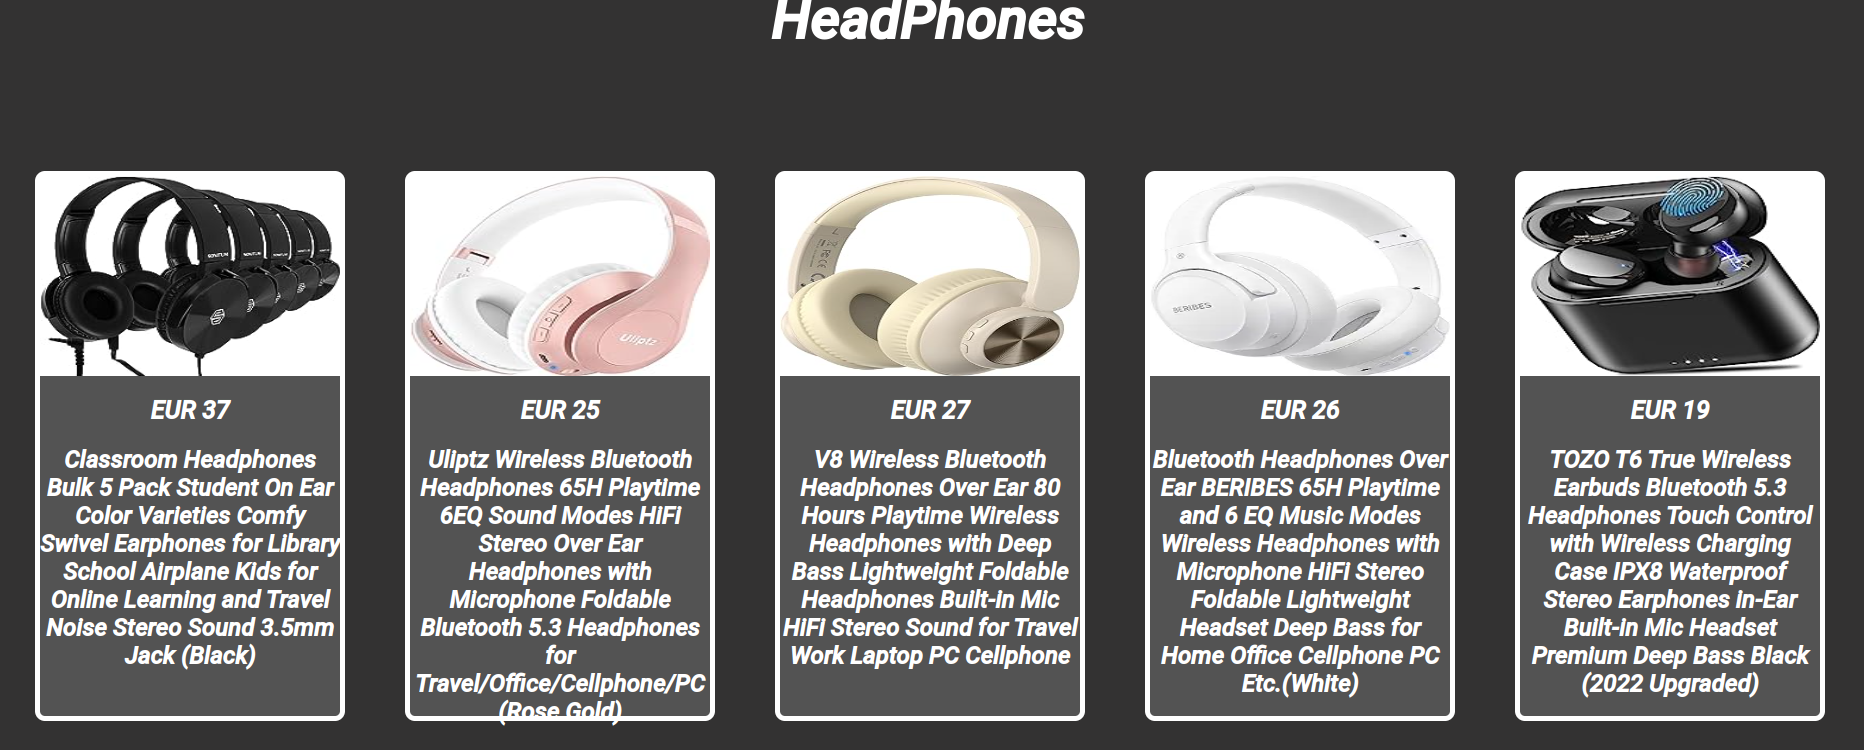 HeadPhones
Uliptz
BERIBES
EUR 37
Classroom Headphones
Bulk 5 Pack Student On Ear
Color Varieties Comfy
Swivel Earphones for Library
School Airplane Kids for
Online Learning and Travel
Noise Stereo Sound 3.5mm
Jack (Black)
EUR 25
Uliptz Wireless Bluetooth
Headphones 65H Playtime
6EQ Sound Modes HiFi
Stereo Over Ear
Headphones with
Microphone Foldable
Bluetooth 5.3 Headphones
for
Travel/Office/Cellphone/PC
(Rose Gold)
EUR 27
V8 Wireless Bluetooth
Headphones Over Ear 80
Hours Playtime Wireless
Headphones with Deep
Bass Lightweight Foldable
Headphones Built-in Mic
HiFi Stereo Sound for Travel
Work Laptop PC Cellphone
EUR 26
Bluetooth Headphones Over
Ear BERIBES 65H Playtime
and 6 EQ Music Modes
Wireless Headphones with
Microphone HiFi Stereo
Foldable Lightweight
Headset Deep Bass for
Home Office Cellphone PC
Etc.(White)
EUR 19
TOZO T6 True Wireless
Earbuds Bluetooth 5.3
Headphones Touch Control
with Wireless Charging
Case IPX8 Waterproof
Stereo Earphones in-Ear
Built-in Mic Headset
Premium Deep Bass Black
(2022 Upgraded)